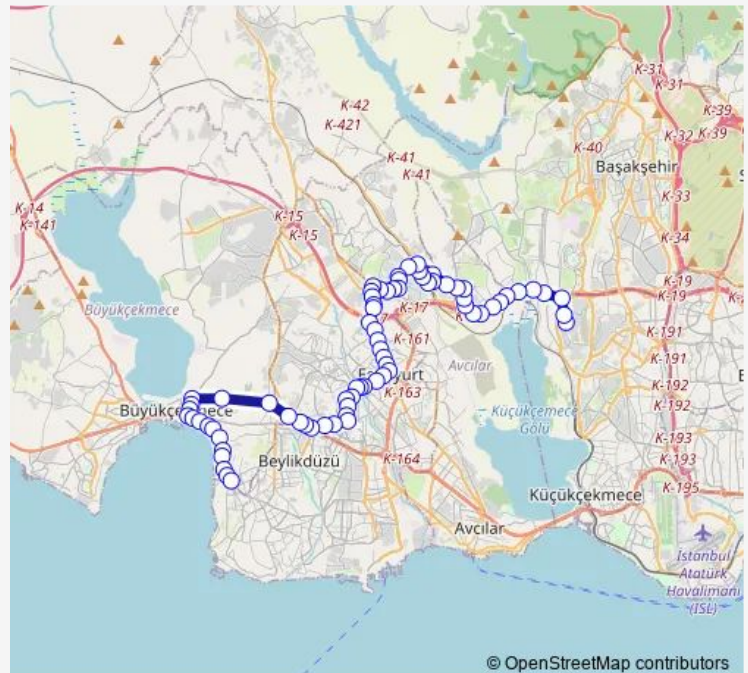 K-31
K-31
K-42
K-421
K-39
K-39
K-32
K-40
K-41
K-41
Başakşehir
K-33
K-14
K-141
K-15
K-15
K-34
K-19
K-19
Büyükçekmece
K-17
K-161
K-191
K-191
Avcılar
K-163
K-192
K-192
Küçükçekmece
Gölü
K-193
K-193
Beylikdüzü
K-164
K-195
Küçükçekmece
Avcılar
İstanbul
Atatürk
Havalimanı
(ISL)
© OpenStreetMap contributors